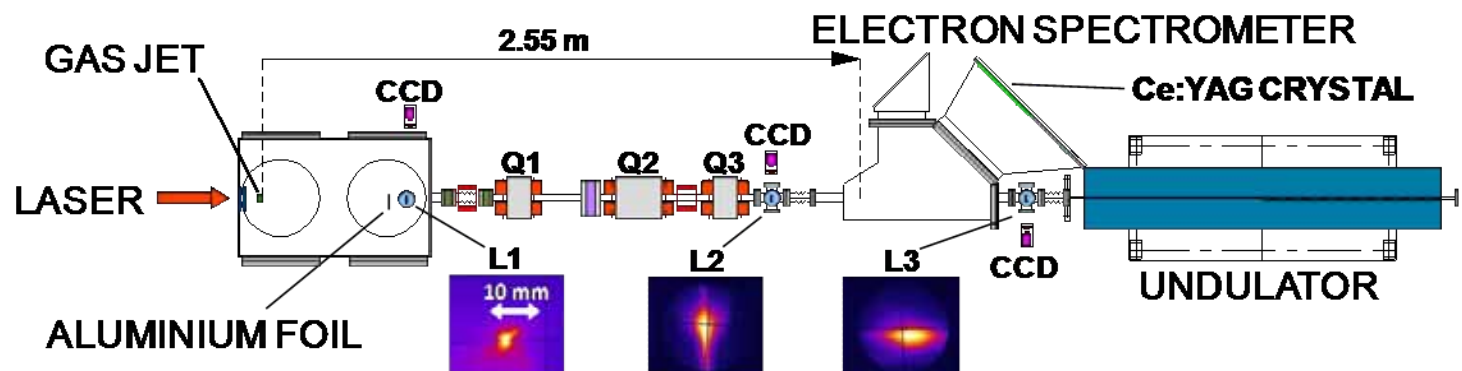 ELECTRON SPECTROMETER
2.55 m
GAS JET
CCD
Ce:YAG CRYSTAL
CCD
Q1
Q2
Q3
LASER
L1
L2
L3
CCD
UNDULATOR
10 mm
ALUMINIUM FOIL